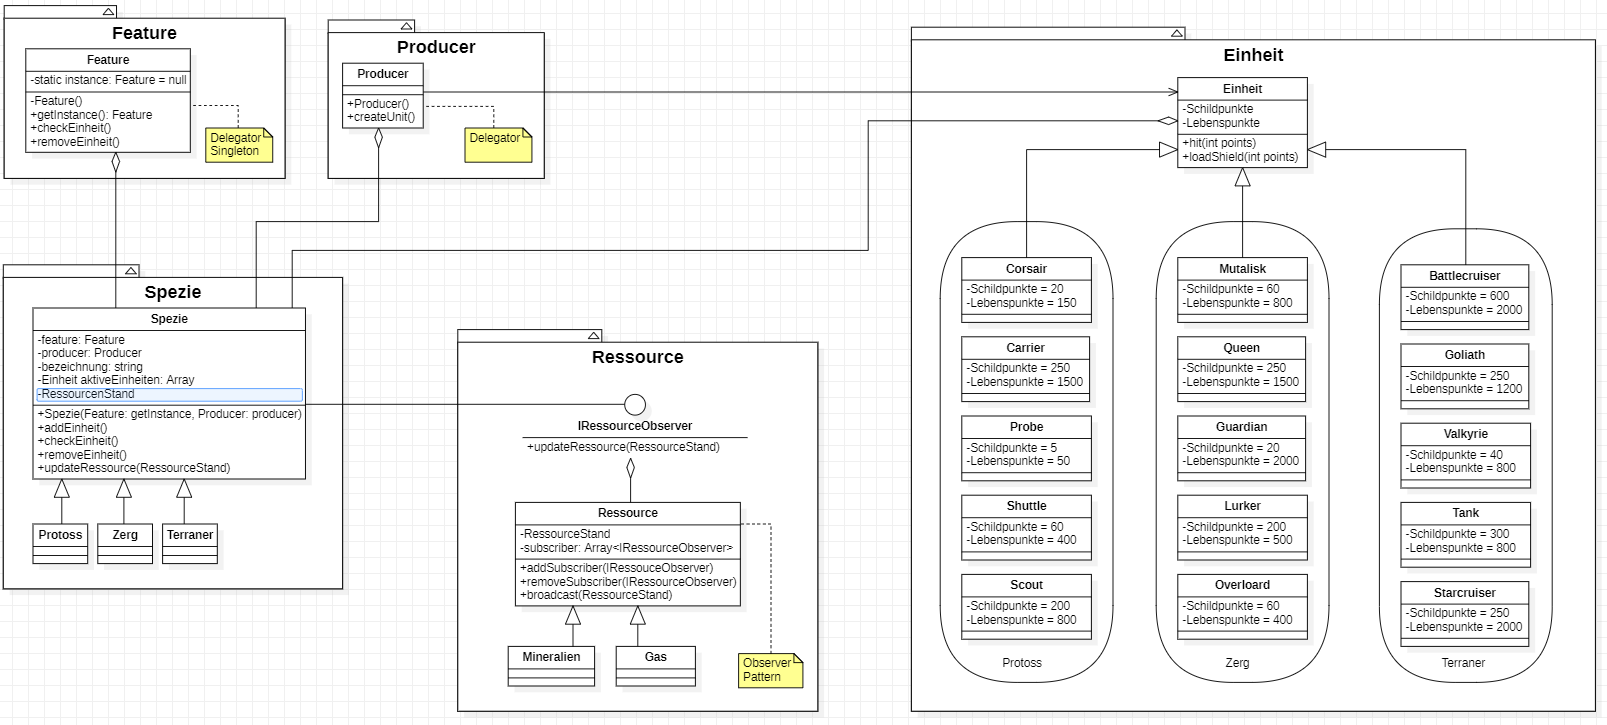 Feature
Feature
-static instance: Feature = null
-Feature()
+getInstance(): Feature
+checkEinheit()
+removeEinheit()
Delegator
Singleton
Producer
Producer
+Producer()
+createUnit()
Delegator
Spezie
Spezie
-feature: Feature
-producer: Producer
-bezeichnung: string
-Einheit aktiveEinheiten: Array
-RessourcenStand
+Spezie(Feature: getInstance, Producer: producer)
+addEinheit()
+checkEinheit()
+removeEinheit()
+updateRessource(RessourceStand)
Protoss
Zerg
Terraner
Ressource
IRessourceObserver
+updateRessource(RessourceStand)
Ressource
-RessourceStand
-subscriber: Array<IRessourceObserver>
+addSubscriber(IRessouceObserver)
+removeSubscriber(IRessourceObserver)
+broadcast(RessourceStand)
Mineralien
Gas
Observer
Pattern
Einheit
Einheit
-Schildpunkte
-Lebenspunkte
+hit(int points)
+loadShield(int points)
Corsair
-Schildpunkte = 20
-Lebenspunkte = 150
Carrier
-Schildpunkte = 250
-Lebenspunkte = 1500
Probe
-Schildpunkte = 5
-Lebenspunkte = 50
Shuttle
-Schildpunkte = 60
-Lebenspunkte = 400
Scout
-Schildpunkte = 200
-Lebenspunkte = 800
Protoss
Mutalisk
-Schildpunkte = 60
-Lebenspunkte = 800
Queen
-Schildpunkte = 250
-Lebenspunkte = 1500
Guardian
-Schildpunkte = 20
-Lebenspunkte = 2000
Lurker
-Schildpunkte = 200
-Lebenspunkte = 500
Overloard
-Schildpunkte = 60
-Lebenspunkte = 400
Zerg
Battlecruiser
-Schildpunkte = 600
-Lebenspunkte = 2000
Goliath
-Schildpunkte = 250
-Lebenspunkte = 1200
Valkyrie
-Schildpunkte = 40
-Lebenspunkte = 800
Tank
-Schildpunkte = 300
-Lebenspunkte = 800
Starcruiser
-Schildpunkte = 250
-Lebenspunkte = 2000
Terraner